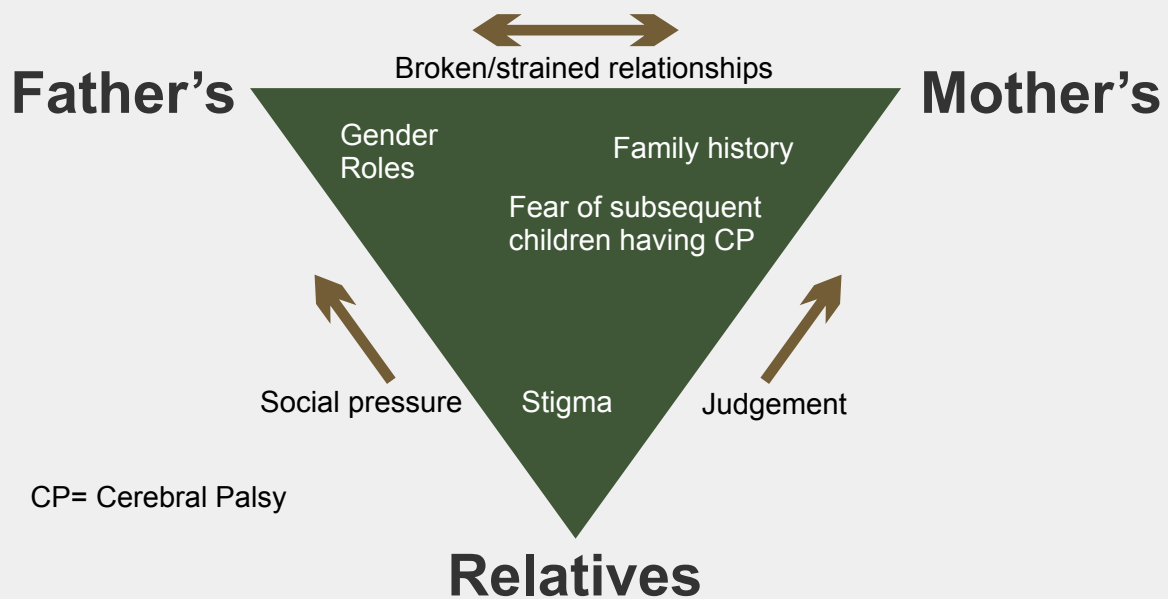 Broken/strained relationships
Father’s
Mother’s
Gender
Roles
Family history
Fear of subsequent
children having CP
Social pressure
Stigma
Judgement
CP= Cerebral Palsy
Relatives